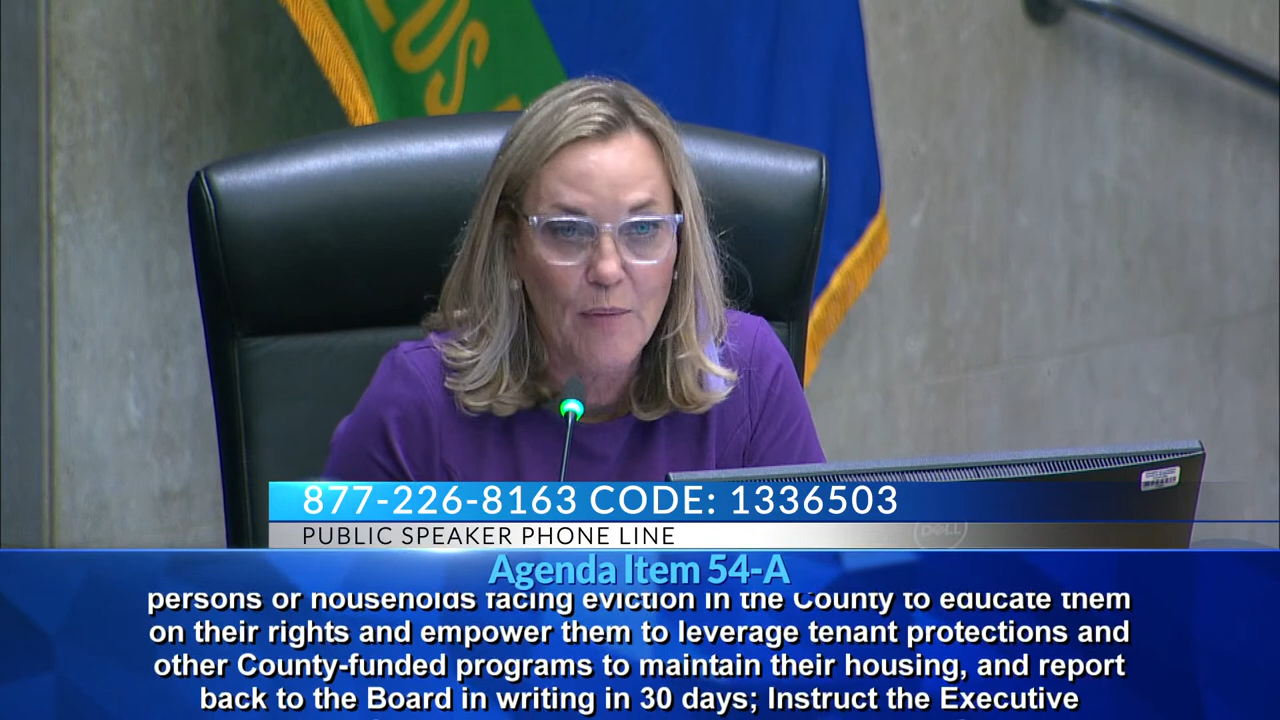 877-226-8163 CODE: 1336503
PUBLIC SPEAKER PHONE LINE
DELL
Agenda Item 54-A
persons or households facing eviction in the County to educate them
on their rights and empower them to leverage tenant protections and
other County-funded programs to maintain their housing, and report
back to the Board in writing in 30 days; Instruct the Executive